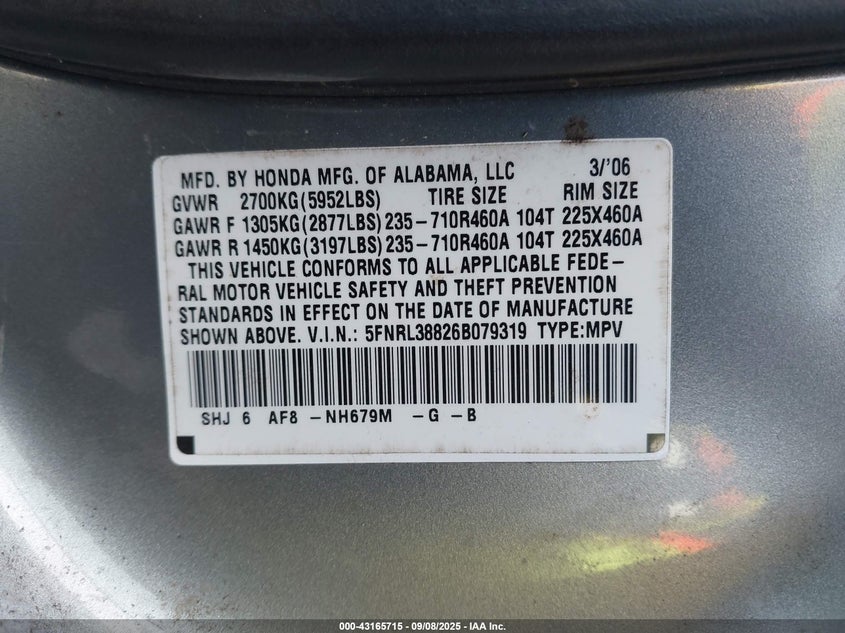 MFD. BY HONDA MFG. OF ALABAMA, LLC 3/'06
GVWR 2700KG(5952LBS) TIRE SIZE RIM SIZE
GAWR F 1305KG(2877LBS) 235-710R460A 104T 225X460A
GAWR R 1450KG(3197LBS) 235-710R460A 104T 225X460A
THIS VEHICLE CONFORMS TO ALL APPLICABLE FEDE-
RAL MOTOR VEHICLE SAFETY AND THEFT PREVENTION
STANDARDS IN EFFECT ON THE DATE OF MANUFACTURE
SHOWN ABOVE. V.I.N.: 5FNRL38826B079319 TYPE:MPV
SHJ 6 AF8 -NH679M -G -B
000-43165715 - 09/08/2025 - IAA Inc.